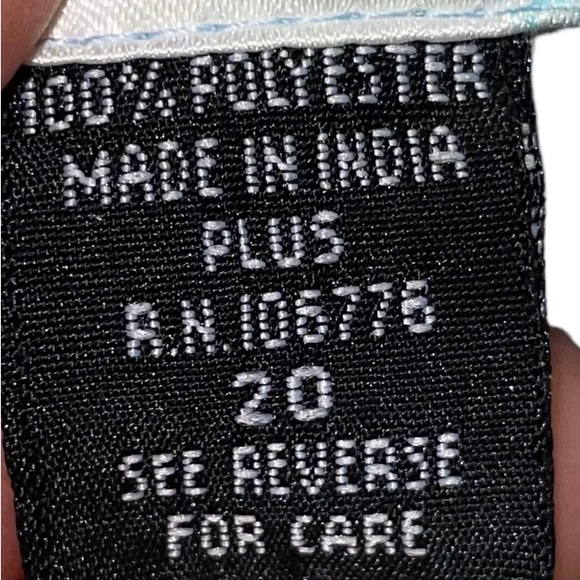 100% POLYESTER
MADE IN INDIA
PLUS
R.N.106776
20
SEE REVERSE
FOR CARE